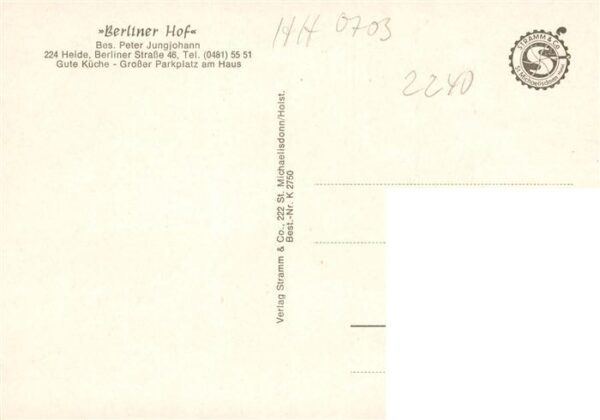 »Berliner Hof«
Bes. Peter Jungjohann
224 Heide, Berliner Straße 46, Tel. (0481) 55 51
Gute Küche - Großer Parkplatz am Haus
HH 0703
2240
STRAMM & CO.
St. Michaelisdonn
Verlag Stramm & Co., 222 St. Michaelisdonn/Holst.
Best.-Nr. K 2750